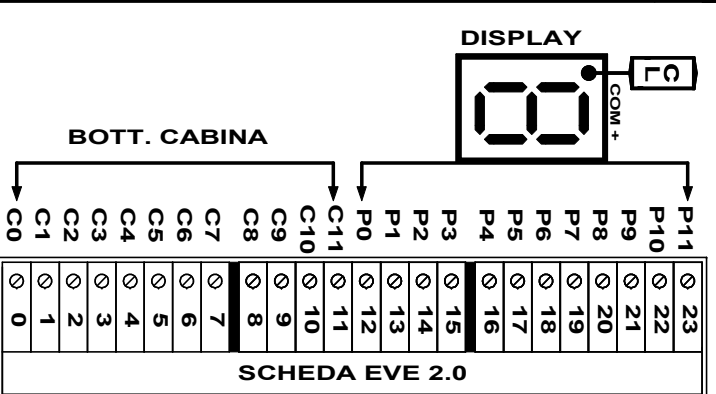 DISPLAY
CL
COM +
BOTT. CABINA
C0 C1 C2 C3 C4 C5 C6 C7 C8 C9 C10 C11 P0 P1 P2 P3 P4 P5 P6 P7 P8 P9 P10 P11
0 1 2 3 4 5 6 7 8 9 10 11 12 13 14 15 16 17 18 19 20 21 22 23
SCHEDA EVE 2.0